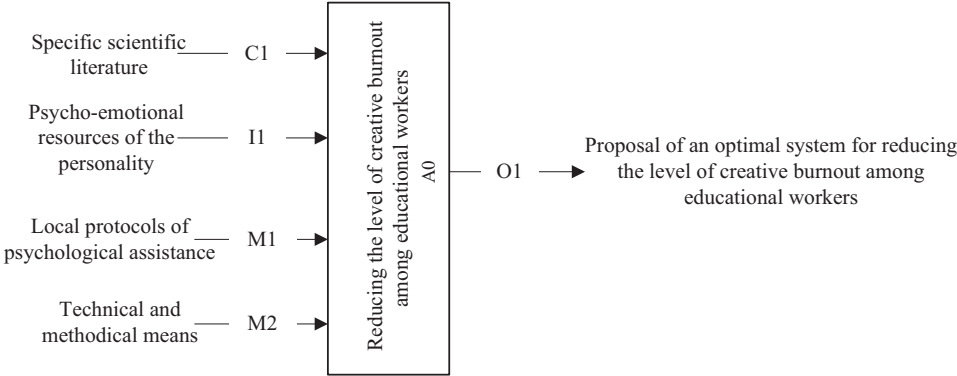 Specific scientific
literature
C1
Psycho-emotional
resources of the
personality
I1
Local protocols of
psychological assistance
M1
Technical and
methodical means
M2
Reducing the level of creative burnout
among educational workers
A0
O1
Proposal of an optimal system for reducing
the level of creative burnout among
educational workers